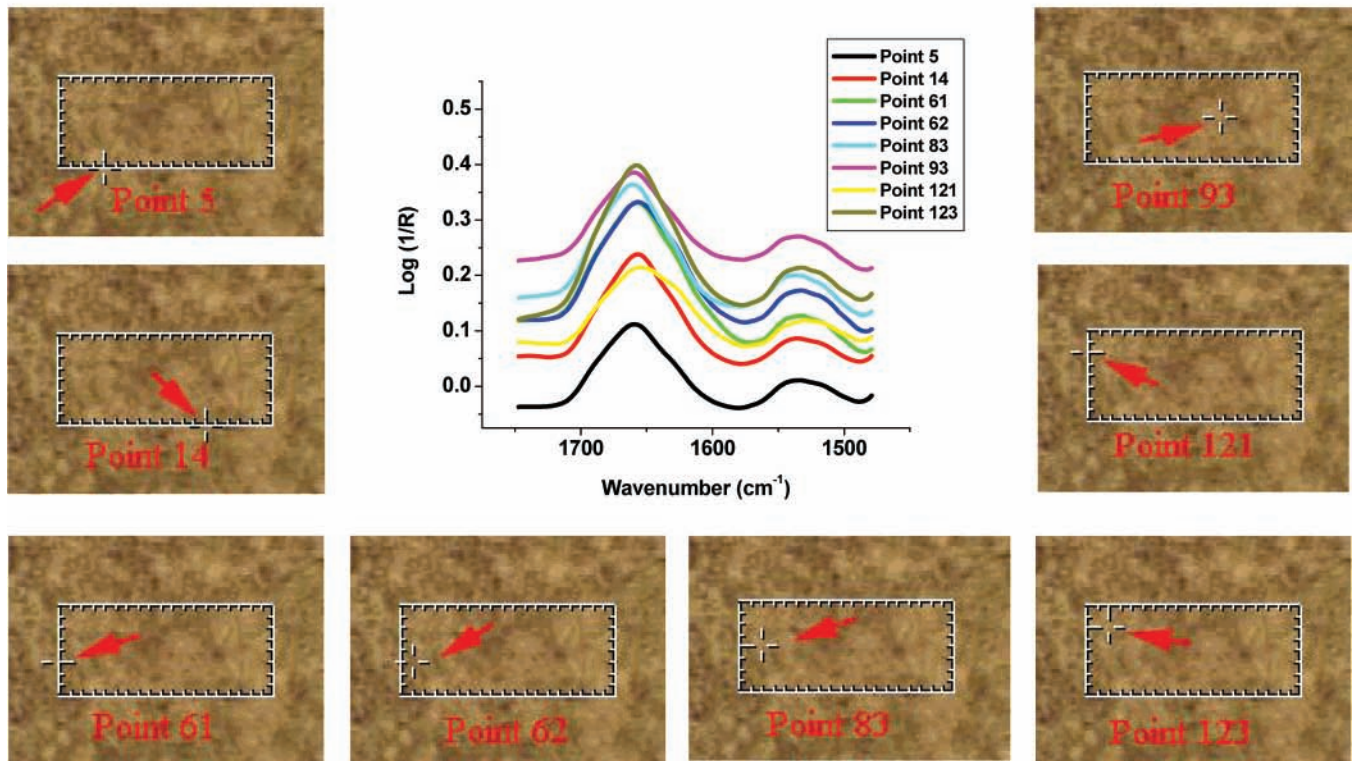 Point 5
Point 14
Point 61
Point 62
Point 83
Point 93
Point 121
Point 123
0.5
0.4
0.3
0.2
0.1
0.0
Log (1/R)
1700
1600
1500
Wavenumber (cm⁻¹)
Point 5
Point 93
Point 14
Point 121
Point 61
Point 62
Point 83
Point 123